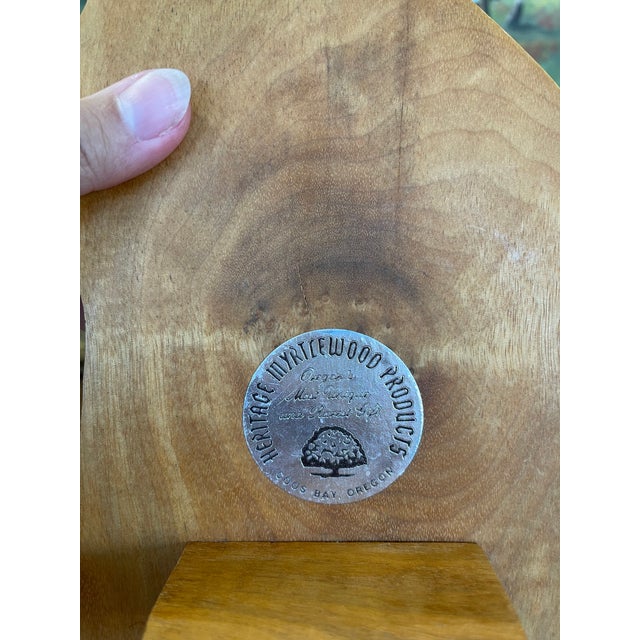 HERITAGE MYRTLEWOOD PRODUCTS
Oregon's
Most Unique
and Prized Gift
COOS BAY, OREGON